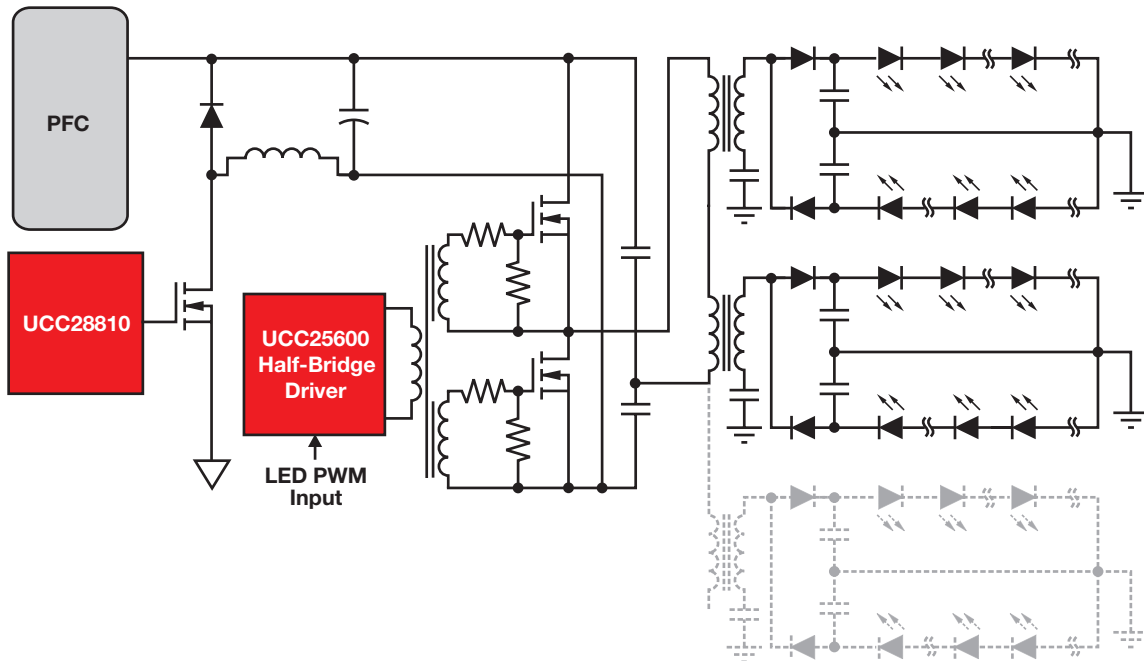 PFC
UCC28810
UCC25600
Half-Bridge
Driver
LED PWM
Input